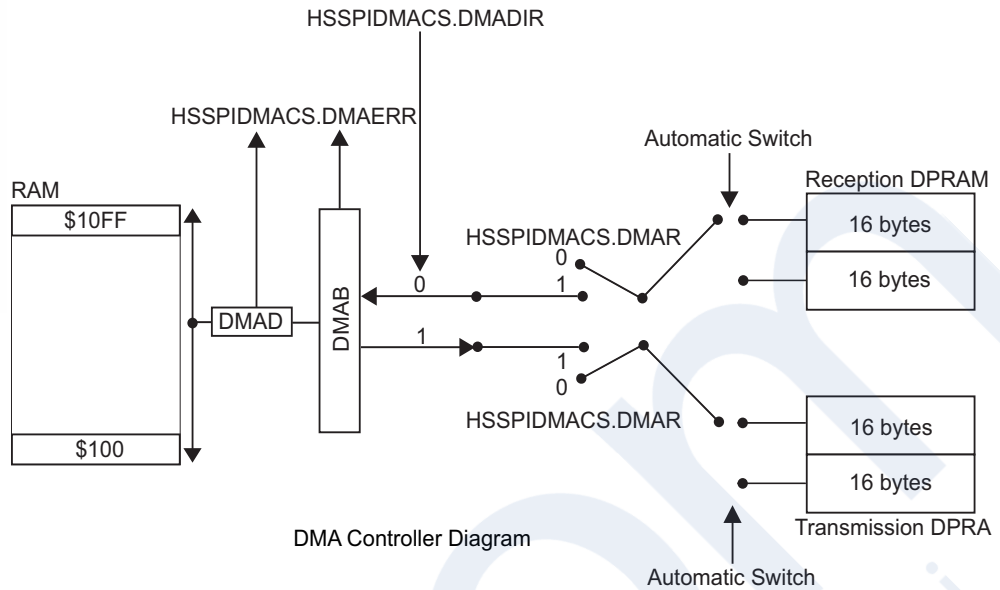 HSSPIDMACS.DMADIR
HSSPIDMACS.DMAERR
Automatic Switch
RAM
Reception DPRAM
$10FF
16 bytes
HSSPIDMACS.DMAR
0
16 bytes
0
1
DMAD
DMAB
1
1
0
HSSPIDMACS.DMAR
16 bytes
$100
16 bytes
Transmission DPRA
DMA Controller Diagram
Automatic Switch